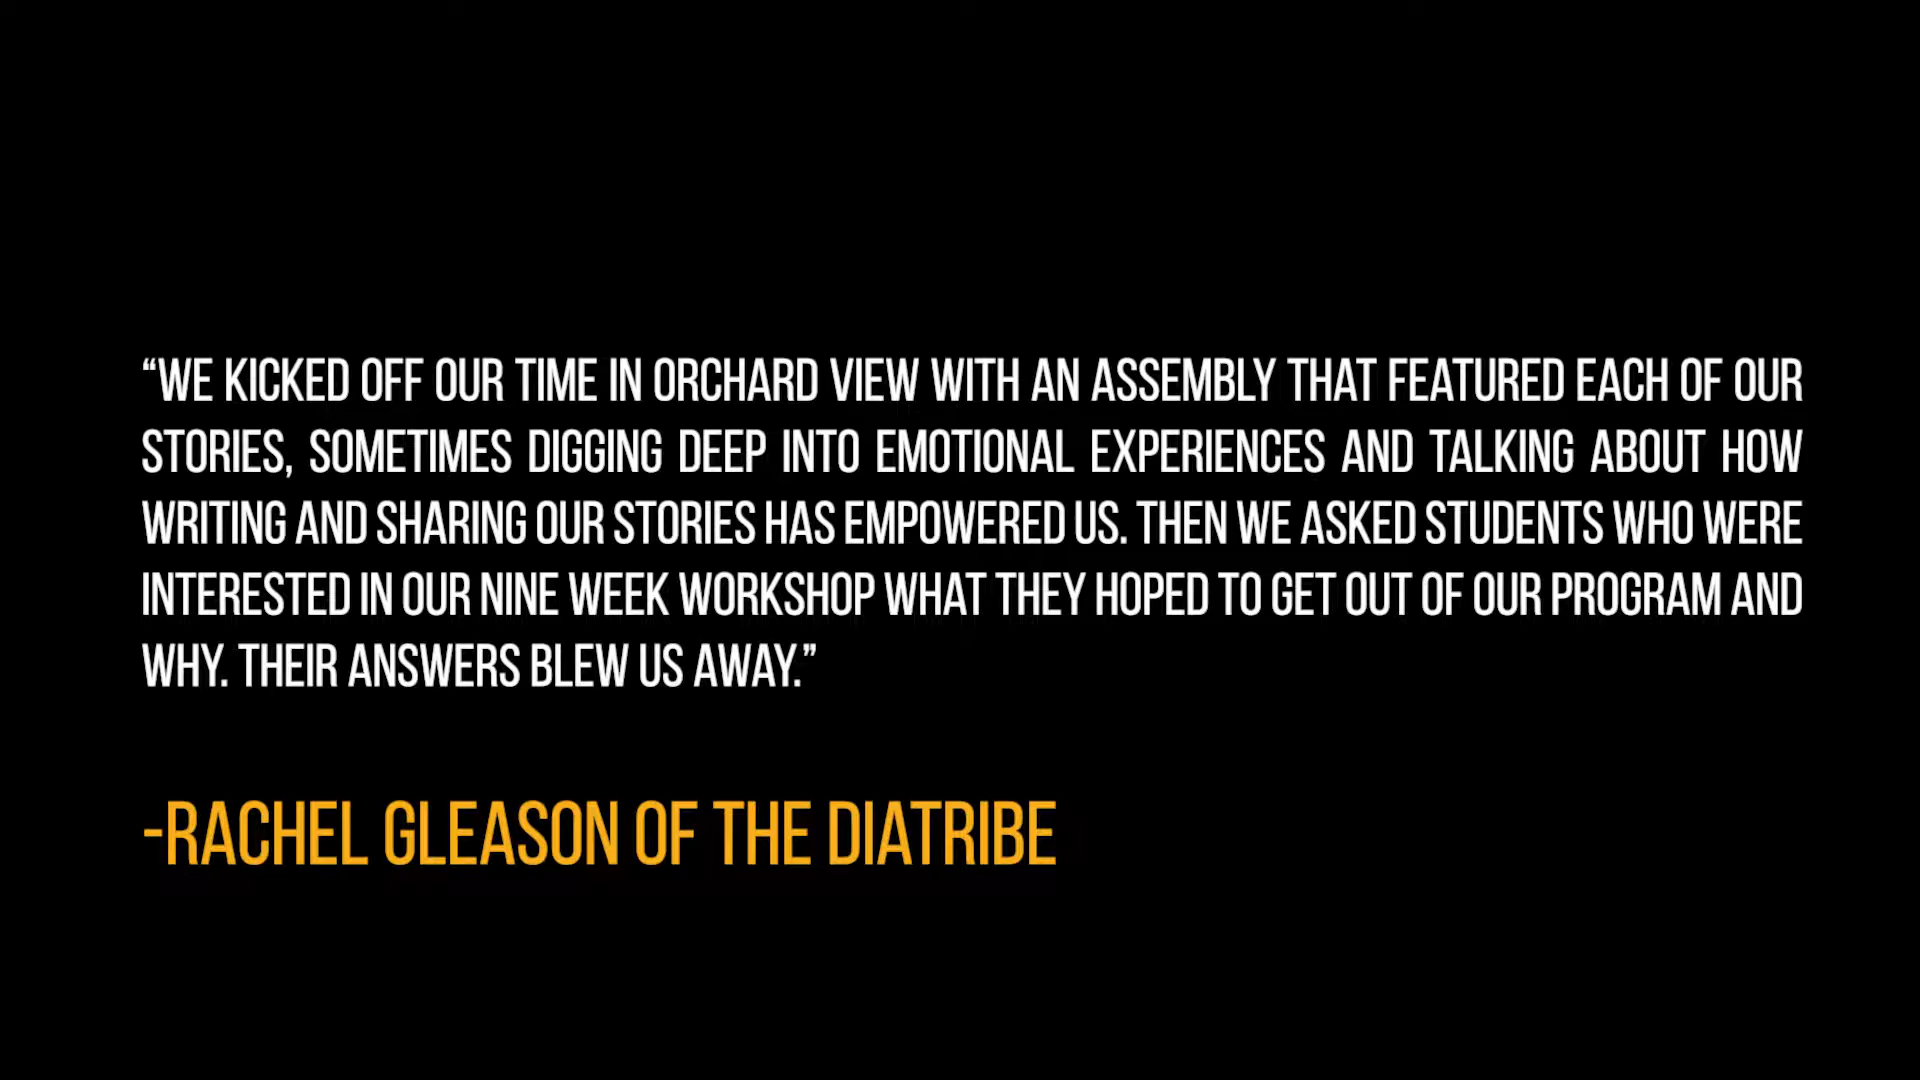 “WE KICKED OFF OUR TIME IN ORCHARD VIEW WITH AN ASSEMBLY THAT FEATURED EACH OF OUR
STORIES, SOMETIMES DIGGING DEEP INTO EMOTIONAL EXPERIENCES AND TALKING ABOUT HOW
WRITING AND SHARING OUR STORIES HAS EMPOWERED US. THEN WE ASKED STUDENTS WHO WERE
INTERESTED IN OUR NINE WEEK WORKSHOP WHAT THEY HOPED TO GET OUT OF OUR PROGRAM AND
WHY. THEIR ANSWERS BLEW US AWAY.”
-RACHEL GLEASON OF THE DIATRIBE